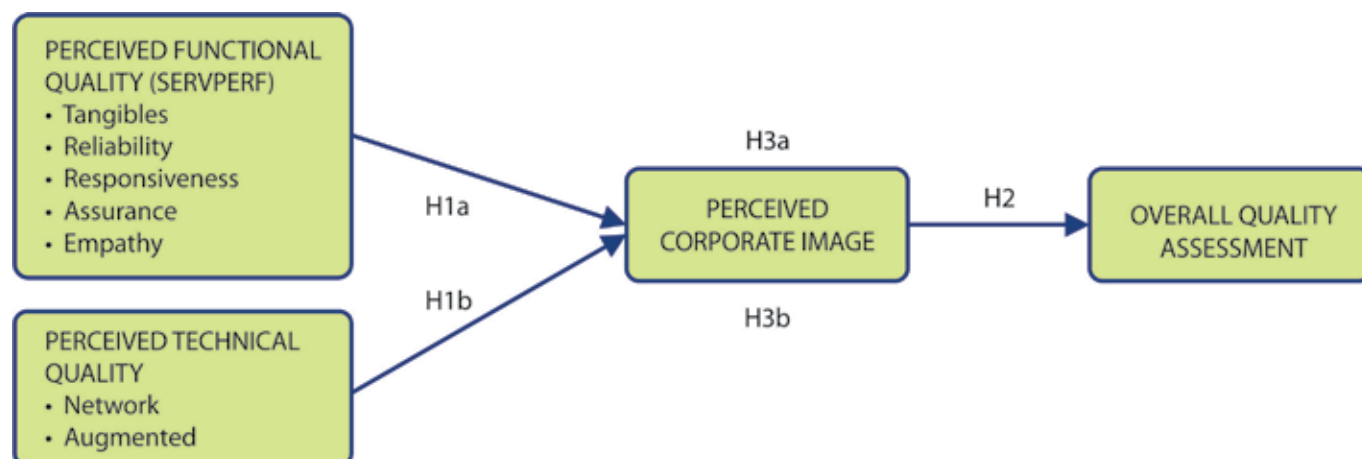 PERCEIVED FUNCTIONAL
QUALITY (SERVPERF)
• Tangibles
• Reliability
• Responsiveness
• Assurance
• Empathy
H1a
H1b
PERCEIVED TECHNICAL
QUALITY
• Network
• Augmented
H3a
PERCEIVED
CORPORATE IMAGE
H3b
H2
OVERALL QUALITY
ASSESSMENT